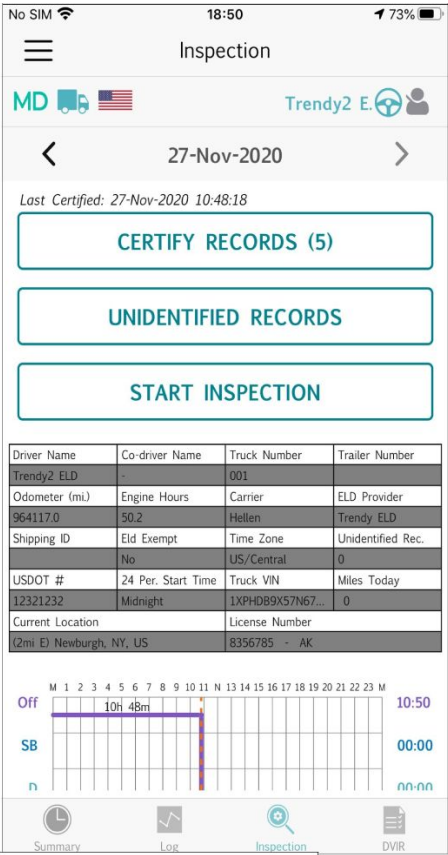 No SIM 18:50 73%
Inspection
MD Trendy2 E.
27-Nov-2020
Last Certified: 27-Nov-2020 10:48:18
CERTIFY RECORDS (5)
UNIDENTIFIED RECORDS
START INSPECTION
Driver Name Co-driver Name Truck Number Trailer Number
Trendy2 ELD - 001
Odometer (mi.) Engine Hours Carrier ELD Provider
964117.0 50.2 Hellen Trendy ELD
Shipping ID Eld Exempt Time Zone Unidentified Rec.
No US/Central 0
USDOT # 24 Per. Start Time Truck VIN Miles Today
12321232 Midnight 1XPHDB9X57N67... 0
Current Location License Number
(2mi E) Newburgh, NY, US 8356785 - AK
M 1 2 3 4 5 6 7 8 9 10 11 N 13 14 15 16 17 18 19 20 21 22 23 M
Off 10h 48m 10:50
SB 00:00
D 00:00
Summary Log Inspection DVIR